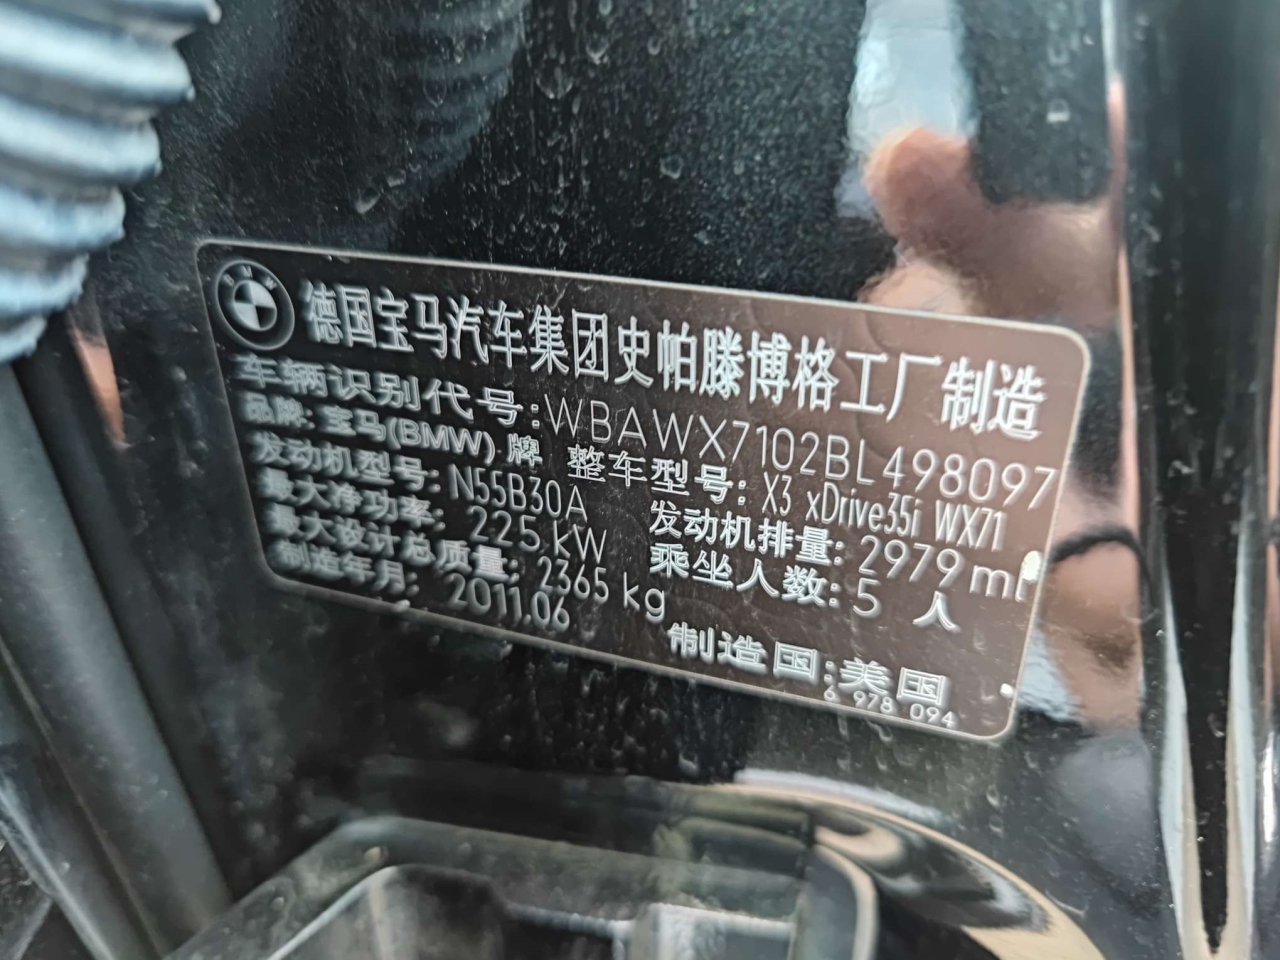 BMW
德国宝马汽车集团史帕滕博格工厂制造
车辆识别代号:WBAWX7102BL498097
品牌:宝马(BMW)牌 整车型号:X3 xDrive35i WX71
发动机型号:N55B30A 发动机排量:2979ml
最大净功率:225kW 乘坐人数:5 人
最大设计总质量:2365 kg
制造年月:2011.06 制造国:美国
6 978 094